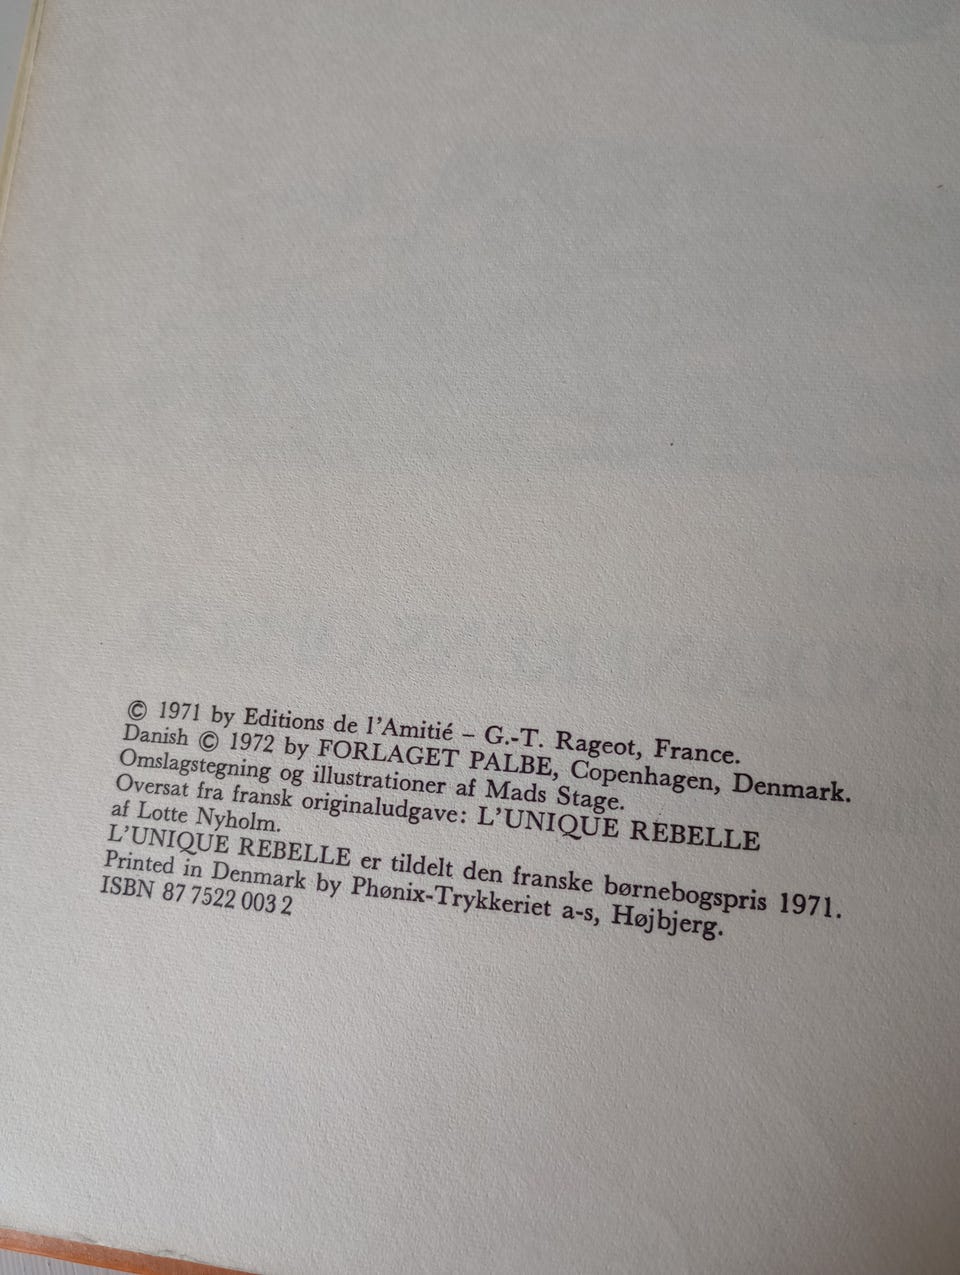 © 1971 by Editions de l'Amitié – G.-T. Rageot, France.
Danish © 1972 by FORLAGET PALBE, Copenhagen, Denmark.
Omslagstegning og illustrationer af Mads Stage.
Oversat fra fransk originaludgave: L'UNIQUE REBELLE
af Lotte Nyholm.
L'UNIQUE REBELLE er tildelt den franske børnebogspris 1971.
Printed in Denmark by Phønix-Trykkeriet a-s, Højbjerg.
ISBN 87 7522 003 2